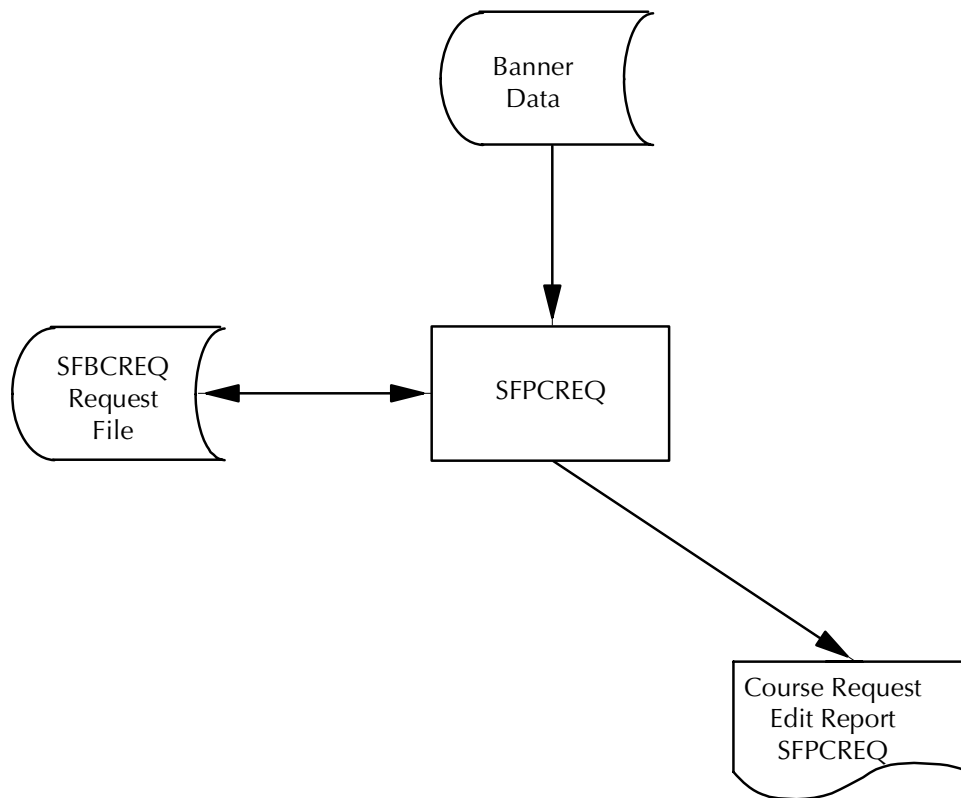 Banner
Data
SFBCREQ
Request
File
SFPCREQ
Course Request
Edit Report
SFPCREQ